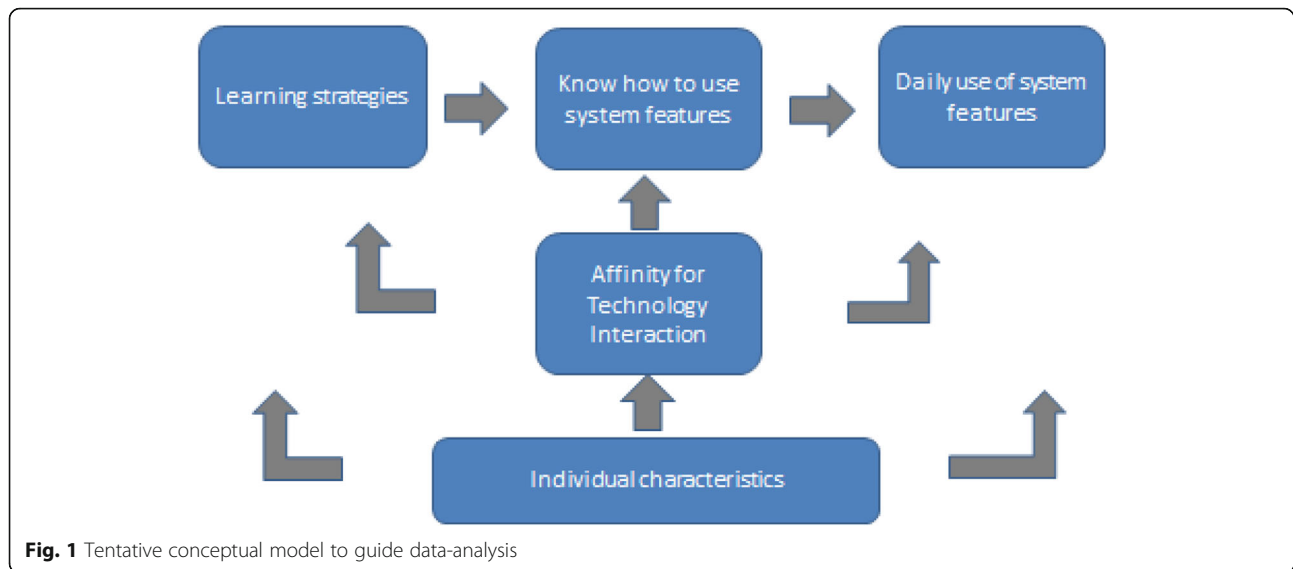 Learning strategies
Know how to use
system features
Daily use of system
features
Affinity for
Technology
Interaction
Individual characteristics
Fig. 1 Tentative conceptual model to guide data-analysis